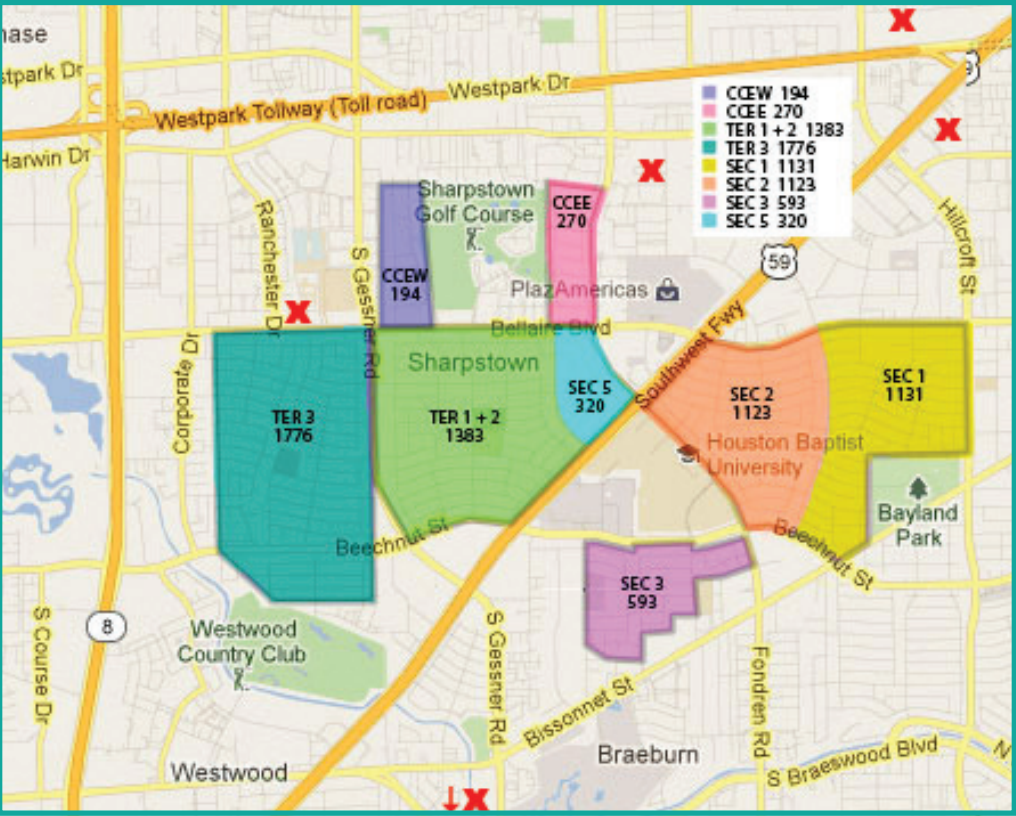 ase
stpark Dr
Westpark Dr
Westpark Tollway (Toll road)
Harwin Dr
CCEW 194
CCEE 270
TER 1 + 2 1383
TER 3 1776
SEC 1 1131
SEC 2 1123
SEC 3 593
SEC 5 320
Sharpstown
Golf Course
CCEE
270
Ranchester Dr
S Gessner Rd
CCEW
194
Hillcroft St
59
PlazAmericas
Bellaire Blvd
Southwest Fwy
Corporate Dr
Sharpstown
TER 3
1776
TER 1 + 2
1383
SEC 5
320
SEC 2
1123
SEC 1
1131
Houston Baptist
University
Bayland
Park
Beechnut St
Beechnut St
SEC 3
593
8
S Course Dr
Westwood
Country Club
S Gessner Rd
Bissonnet St
Fondren Rd
Braeburn
S Braeswood Blvd
N
Westwood